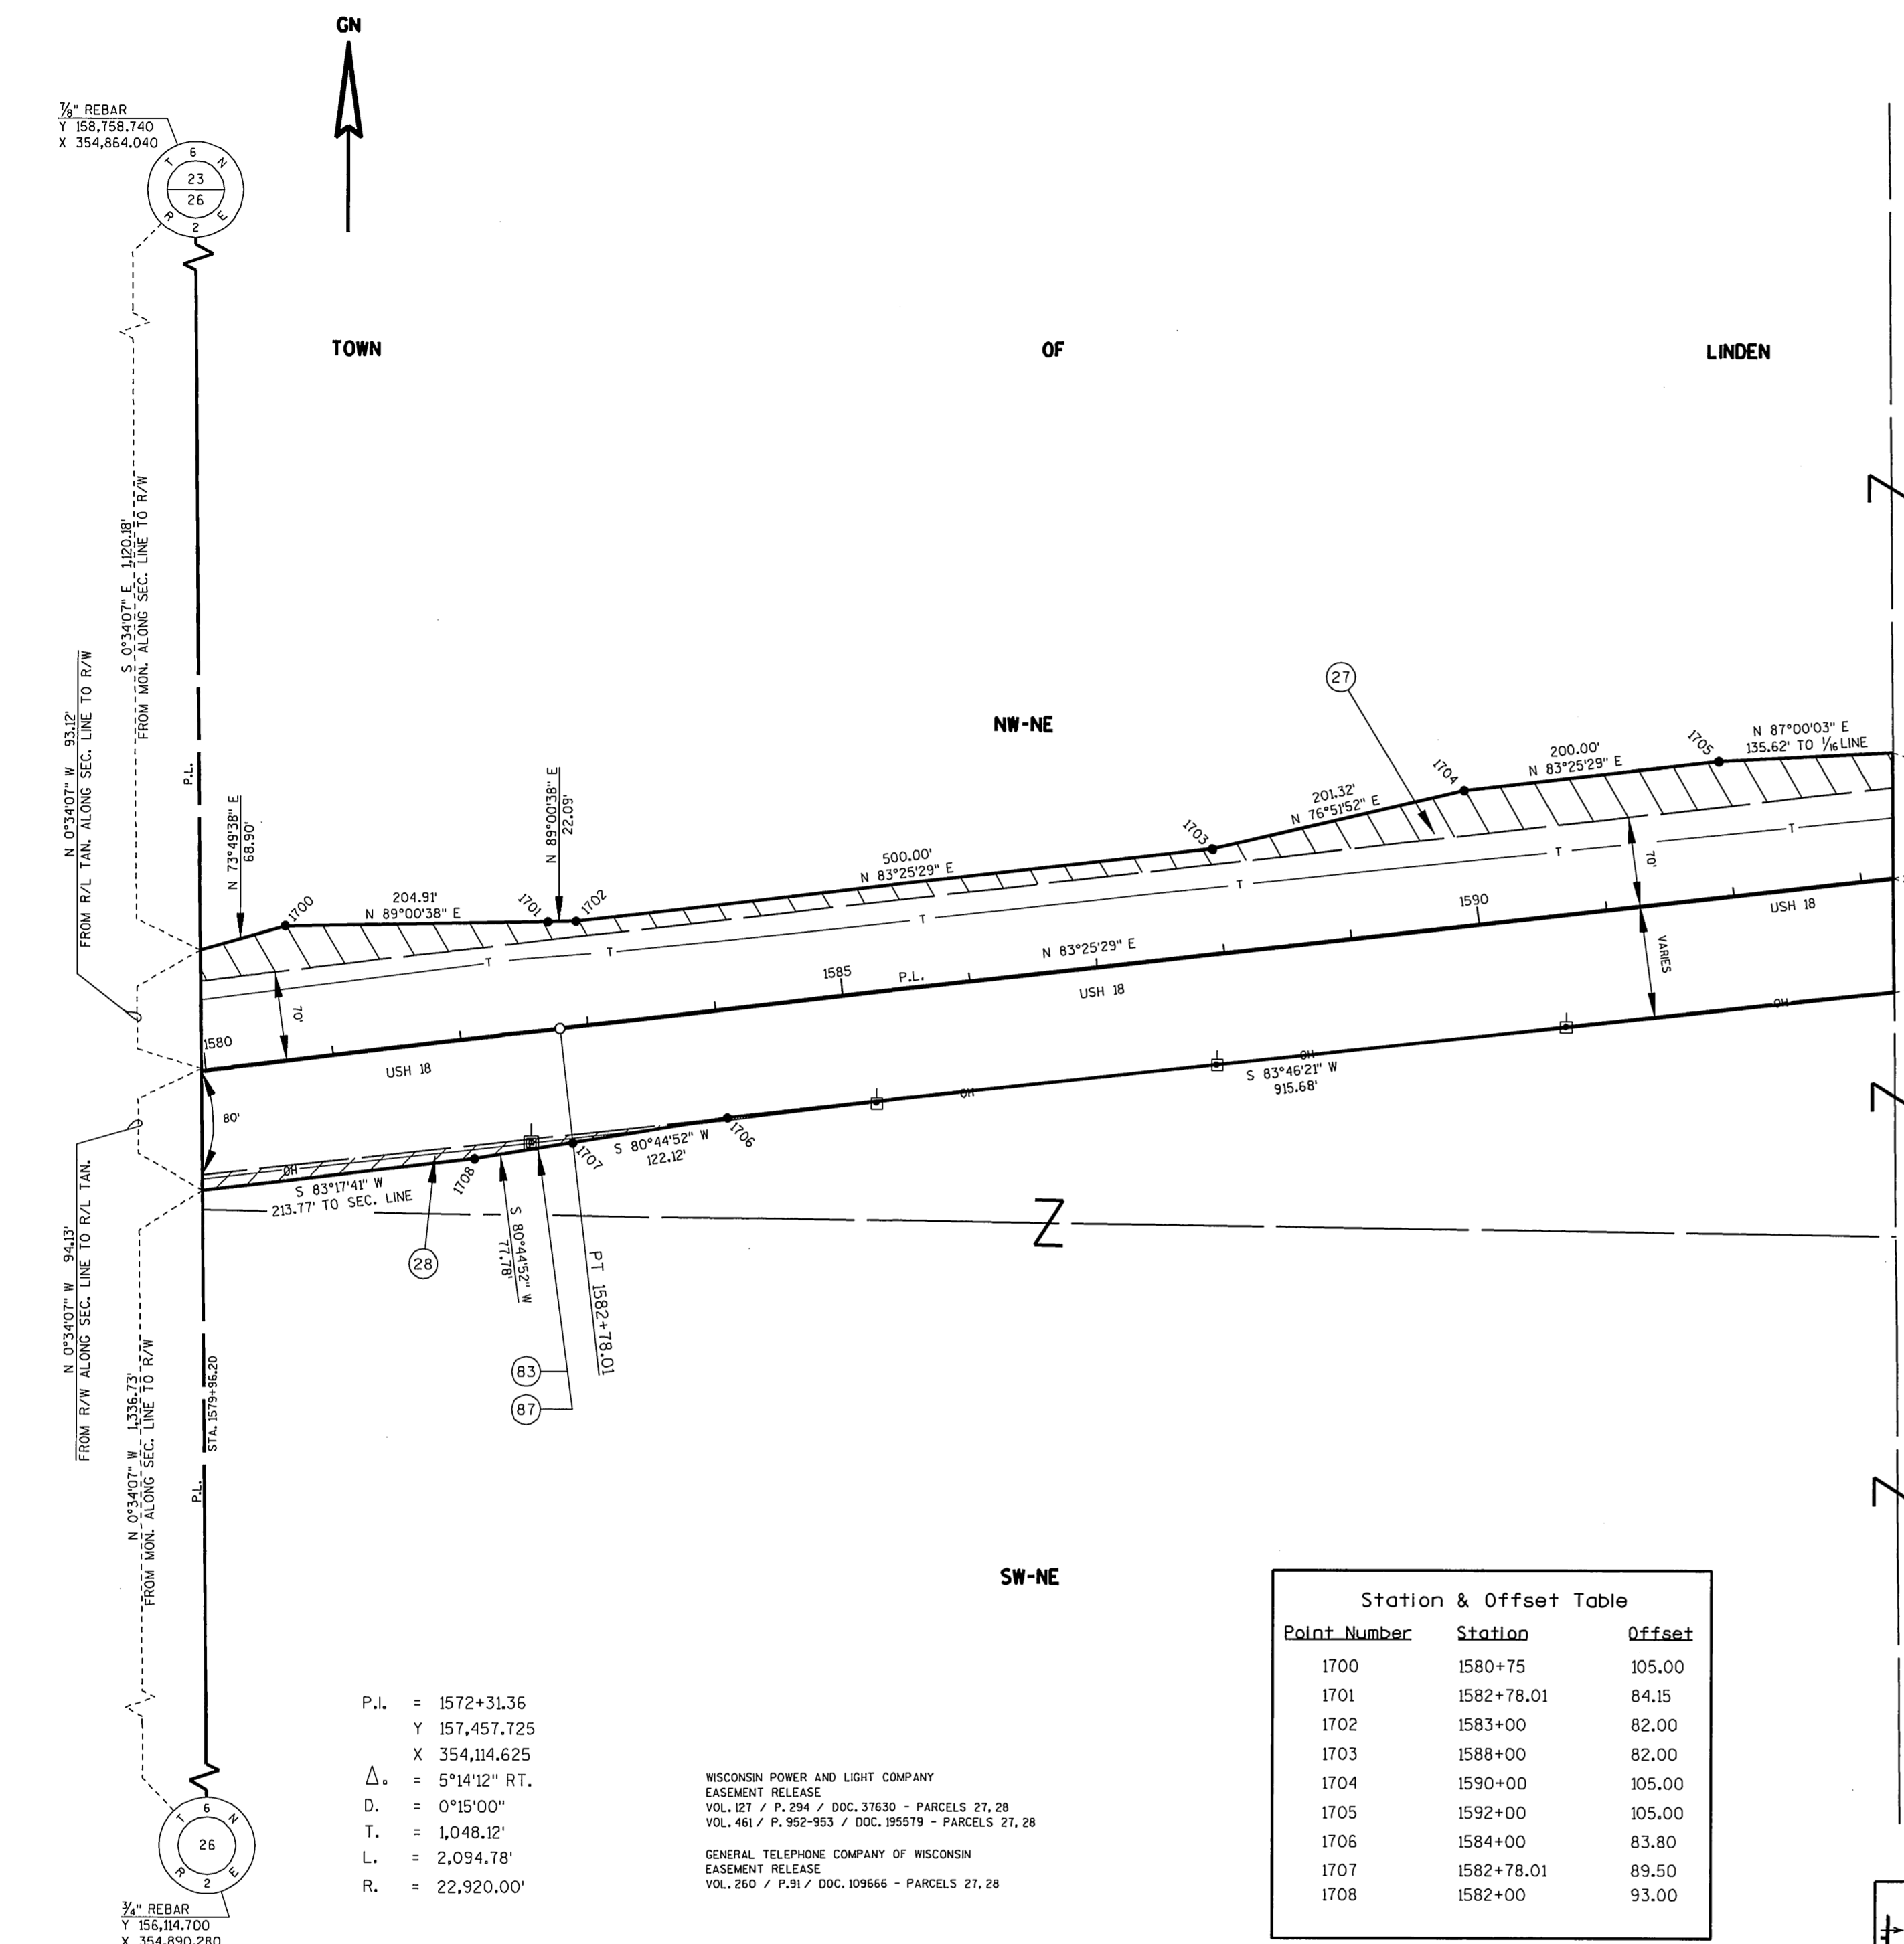 GN
7/8" REBAR
Y 158,758.740
X 354,864.040
T 6 N
23
26
R 2 E
TOWN OF LINDEN
S 0°34'07" E 1,120.18'
FROM MON. ALONG SEC. LINE TO R/W
N 0°34'07" W 93.12'
FROM R/L TAN. ALONG SEC. LINE TO R/W
P.L.
NW-NE
27
N 73°49'38" E
68.90'
1700
204.91'
N 89°00'38" E
1701
N 89°00'38" E
22.09'
1702
500.00'
N 83°25'29" E
1703
201.32'
N 76°51'52" E
1704
200.00'
N 83°25'29" E
1705
N 87°00'03" E
135.62' TO 1/16 LINE
T
T
T
T
T
T
70'
70'
1580
USH 18
1585
P.L.
N 83°25'29" E
USH 18
1590
USH 18
VARIES
80'
OH
OH
OH
OH
S 83°46'21" W
915.68'
1706
S 80°44'52" W
122.12'
1707
1708
S 83°17'41" W
213.77' TO SEC. LINE
28
S 80°44'52" W
77.78'
PT 1582+78.01
83
87
N 0°34'07" W 94.13'
FROM R/W ALONG SEC. LINE TO R/L TAN.
N 0°34'07" W 1,336.73'
FROM MON. ALONG SEC. LINE TO R/W
STA. 1579+96.20
P.L.
SW-NE
Station & Offset Table
Point Number Station Offset
1700 1580+75 105.00
1701 1582+78.01 84.15
1702 1583+00 82.00
1703 1588+00 82.00
1704 1590+00 105.00
1705 1592+00 105.00
1706 1584+00 83.80
1707 1582+78.01 89.50
1708 1582+00 93.00
P.I. = 1572+31.36
Y 157,457.725
X 354,114.625
Δ. = 5°14'12" RT.
D. = 0°15'00"
T. = 1,048.12'
L. = 2,094.78'
R. = 22,920.00'
WISCONSIN POWER AND LIGHT COMPANY
EASEMENT RELEASE
VOL. 127 / P. 294 / DOC. 37630 - PARCELS 27, 28
VOL. 461 / P. 952-953 / DOC. 195579 - PARCELS 27, 28
GENERAL TELEPHONE COMPANY OF WISCONSIN
EASEMENT RELEASE
VOL. 260 / P.91 / DOC. 109666 - PARCELS 27, 28
T 6 N
26
R 2 E
3/4" REBAR
Y 156,114.700
X 354,890.280